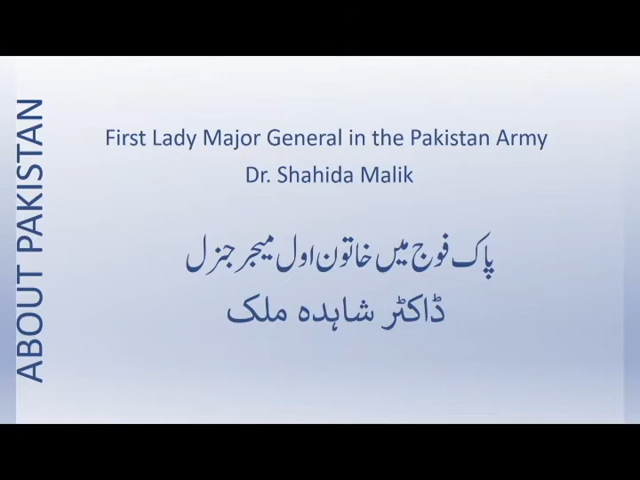 ABOUT PAKISTAN
First Lady Major General in the Pakistan Army
Dr. Shahida Malik
پاک فوج میں خاتون اول میجر جنرل
ڈاکٹر شاہدہ ملک